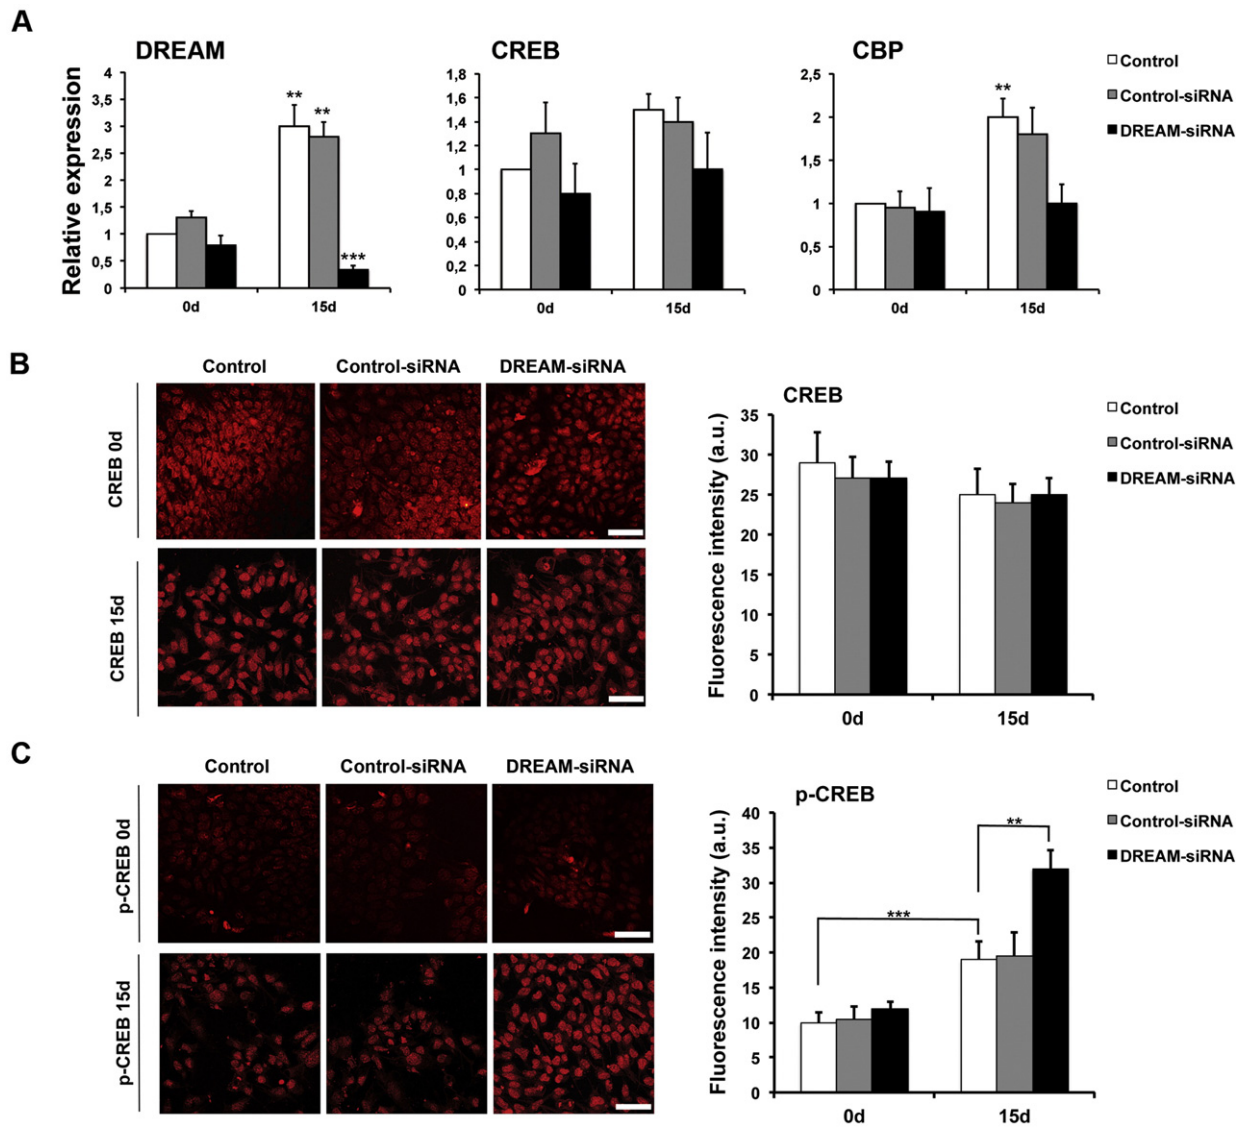 A
DREAM
CREB
CBP
Relative expression
4
3,5
3
2,5
2
1,5
1
0,5
0
** ** ***
0d 15d
1,8
1,6
1,4
1,2
1
0,8
0,6
0,4
0,2
0
0d 15d
2,5
2
1,5
1
0,5
0
**
0d 15d
Control
Control-siRNA
DREAM-siRNA
B
Control Control-siRNA DREAM-siRNA
CREB 0d
CREB 15d
CREB
Fluorescence intensity (a.u.)
35
30
25
20
15
10
5
0
0d 15d
Control
Control-siRNA
DREAM-siRNA
C
Control Control-siRNA DREAM-siRNA
p-CREB 0d
p-CREB 15d
p-CREB
Fluorescence intensity (a.u.)
40
35
30
25
20
15
10
5
0
***
**
0d 15d
Control
Control-siRNA
DREAM-siRNA